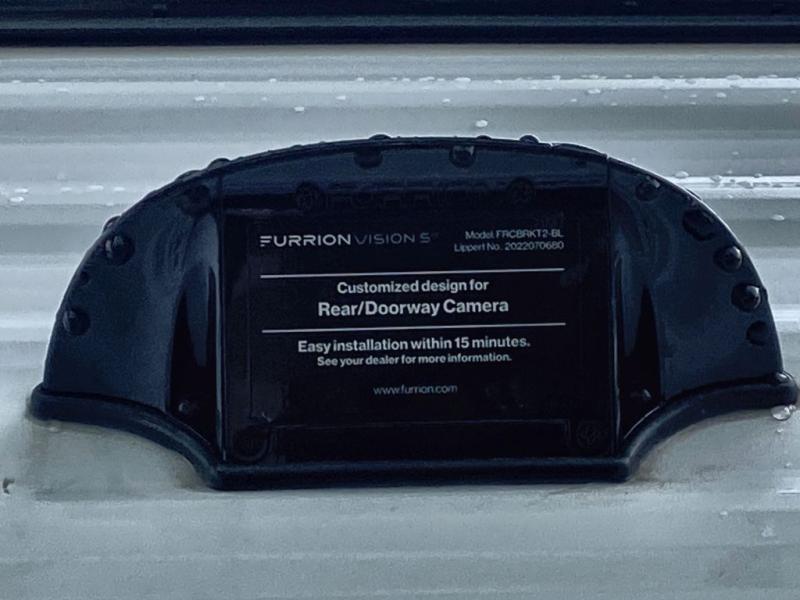 FURRION VISION S
Model: FRCBRKT2-BL
Lippert No. 2022070680
Customized design for
Rear/Doorway Camera
Easy installation within 15 minutes.
See your dealer for more information.
www.furrion.com